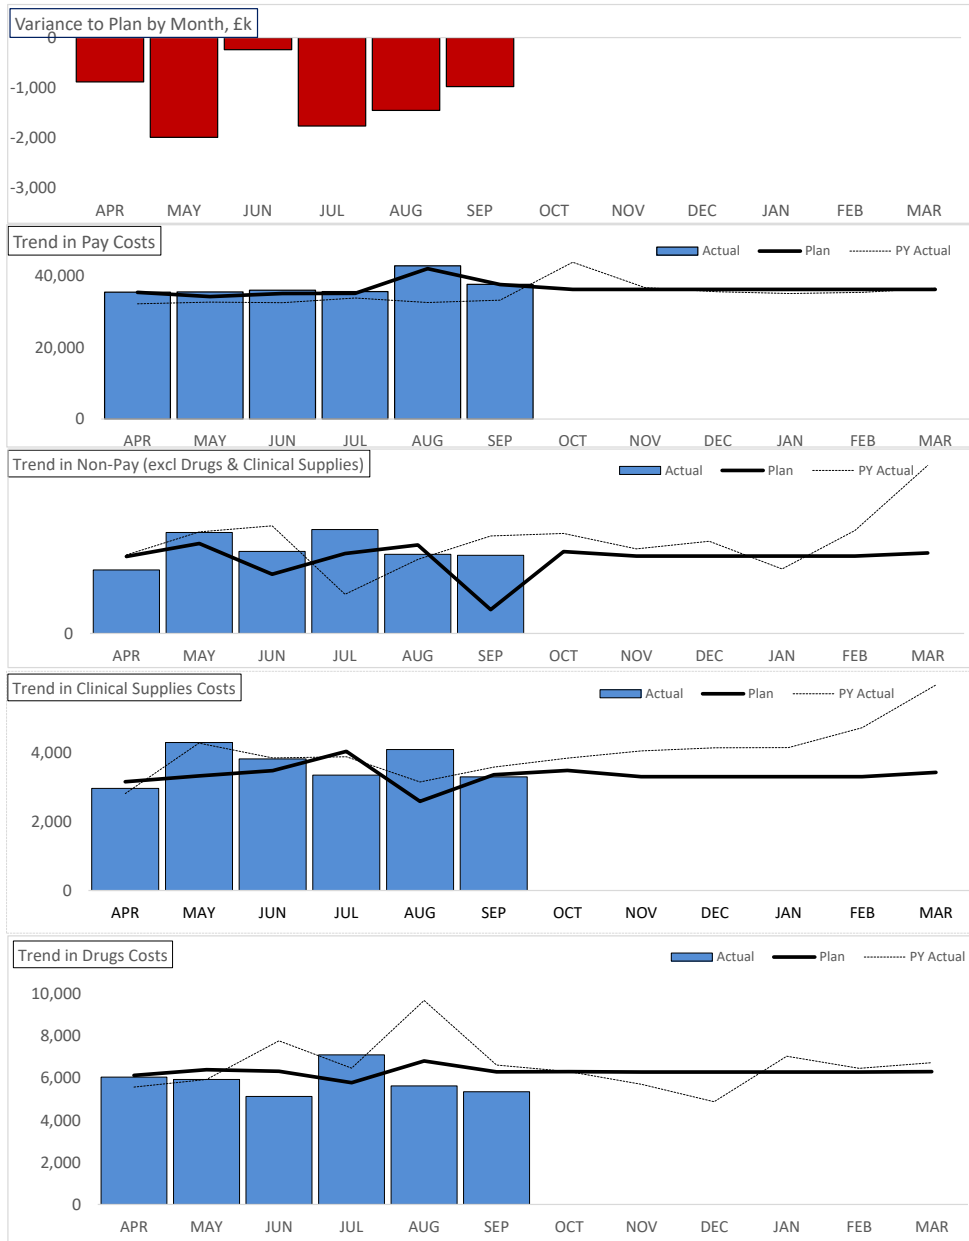 Variance to Plan by Month, £k
0
-1,000
-2,000
-3,000
APR MAY JUN JUL AUG SEP OCT NOV DEC JAN FEB MAR
Trend in Pay Costs
Actual Plan PY Actual
40,000
20,000
0
APR MAY JUN JUL AUG SEP OCT NOV DEC JAN FEB MAR
Trend in Non-Pay (excl Drugs & Clinical Supplies)
Actual Plan PY Actual
0
APR MAY JUN JUL AUG SEP OCT NOV DEC JAN FEB MAR
Trend in Clinical Supplies Costs
Actual Plan PY Actual
4,000
2,000
0
APR MAY JUN JUL AUG SEP OCT NOV DEC JAN FEB MAR
Trend in Drugs Costs
Actual Plan PY Actual
10,000
8,000
6,000
4,000
2,000
0
APR MAY JUN JUL AUG SEP OCT NOV DEC JAN FEB MAR